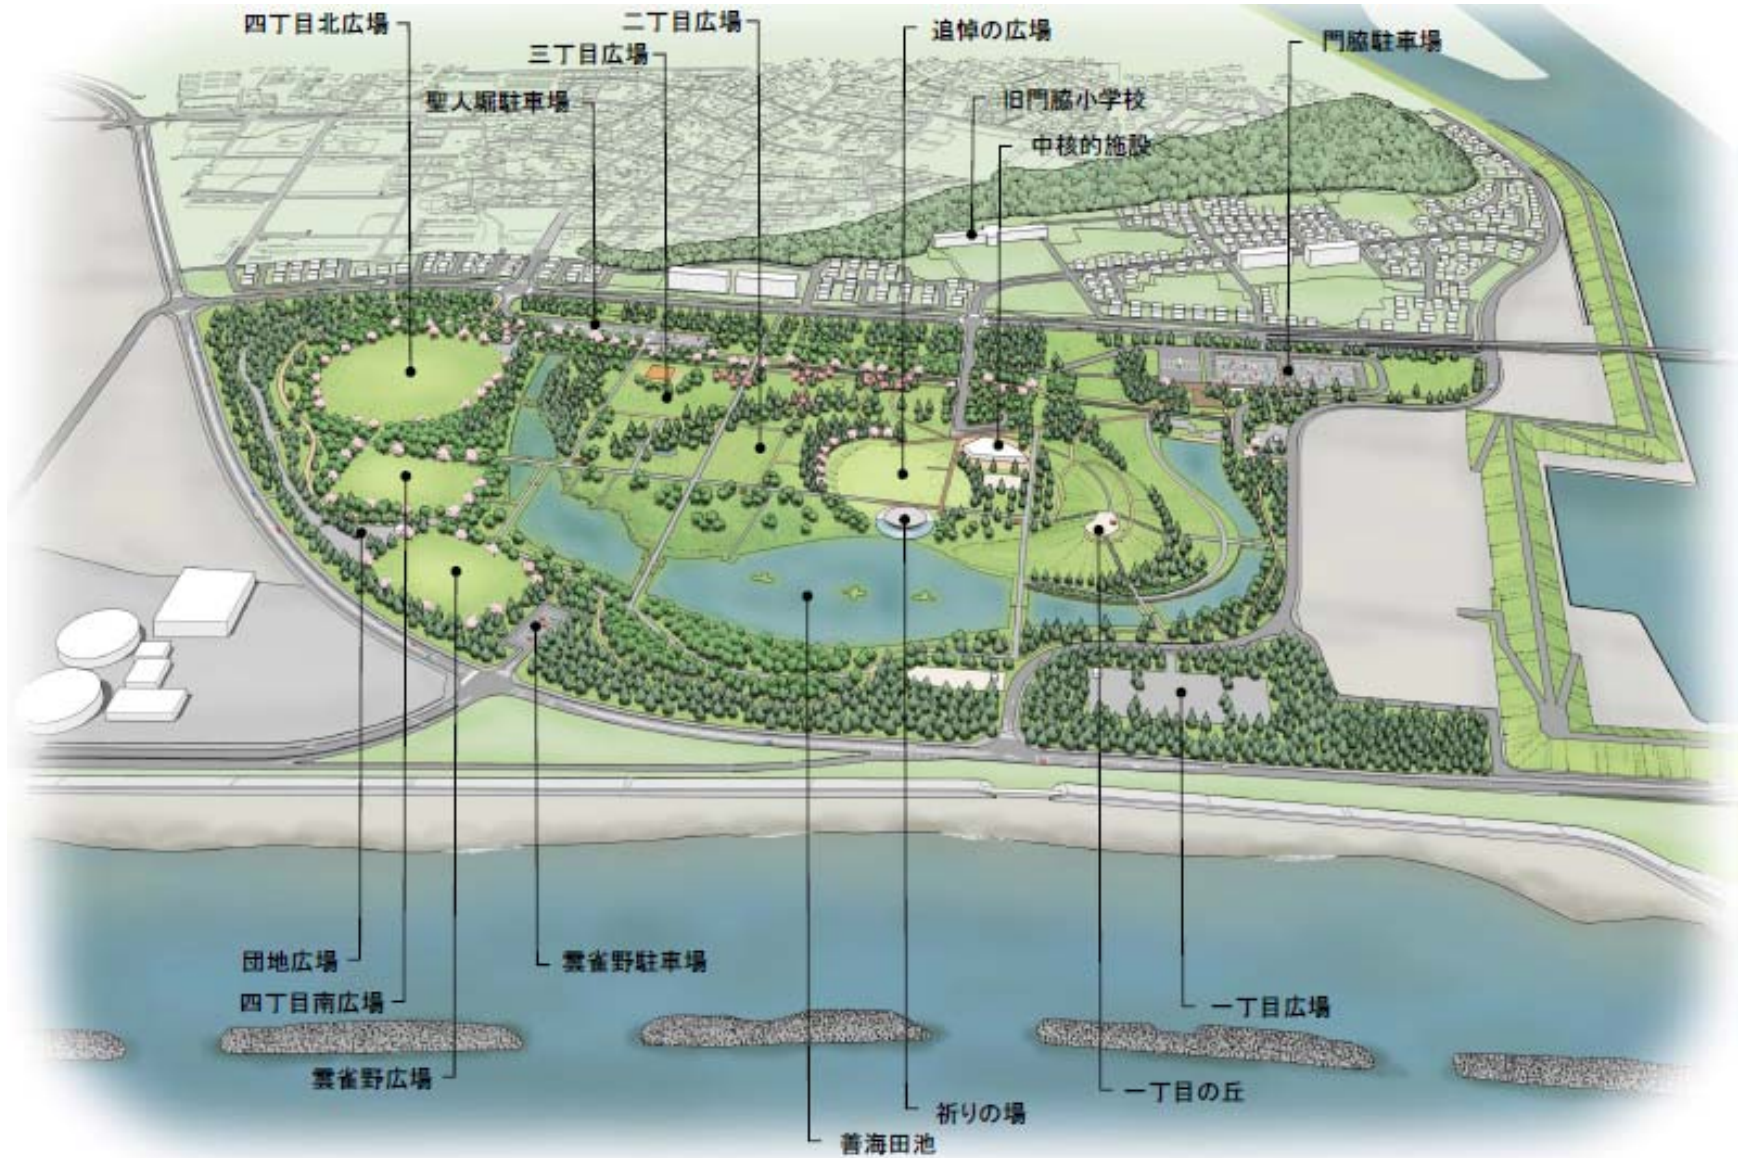 四丁目北広場
二丁目広場
追悼の広場
門脇駐車場
三丁目広場
聖人堀駐車場
旧門脇小学校
中核的施設
団地広場
雲雀野駐車場
四丁目南広場
一丁目広場
雲雀野広場
一丁目の丘
祈りの場
善海田池